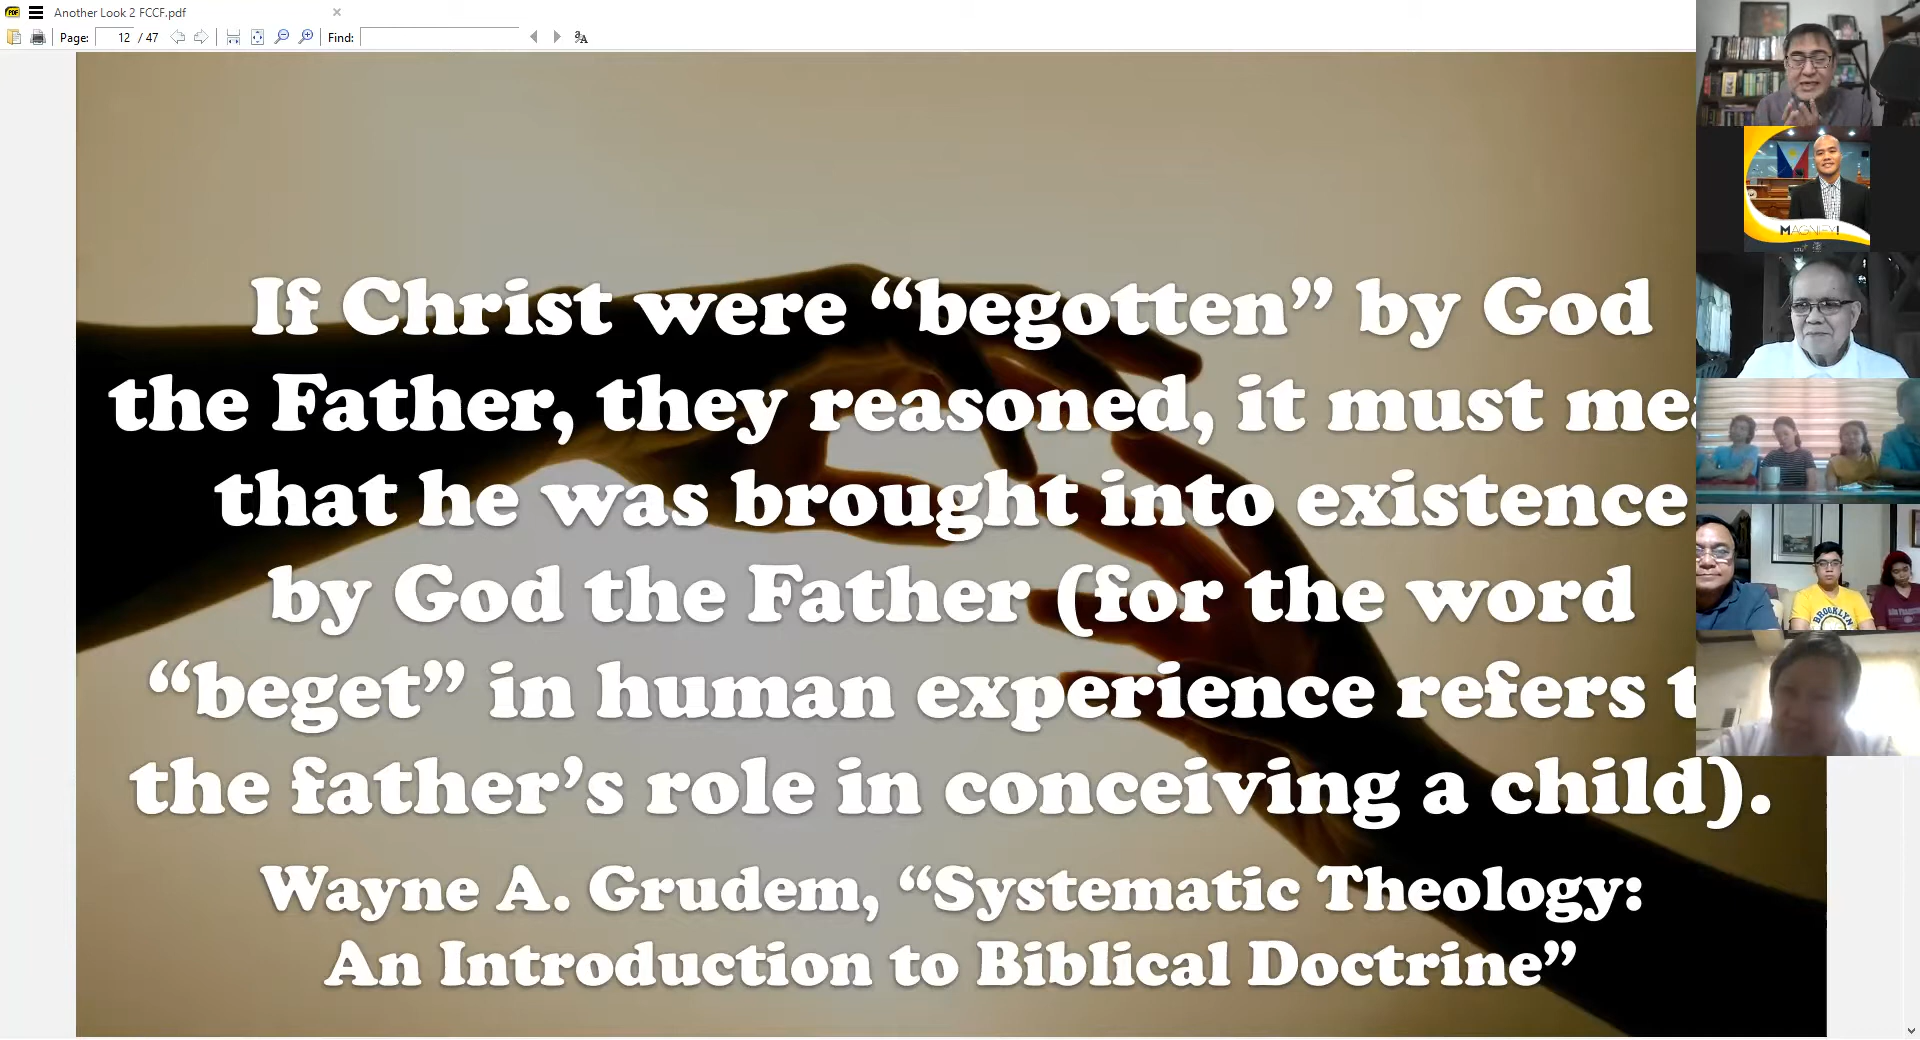 Another Look 2 FCCF.pdf
Page: 12 / 47
Find:
If Christ were “begotten” by God
the Father, they reasoned, it must
that he was brought into existence
by God the Father (for the word
“beget” in human experience refers
the father’s role in conceiving a child).
Wayne A. Grudem, “Systematic Theology:
An Introduction to Biblical Doctrine”
MAGNIFY!
BROOKLYN